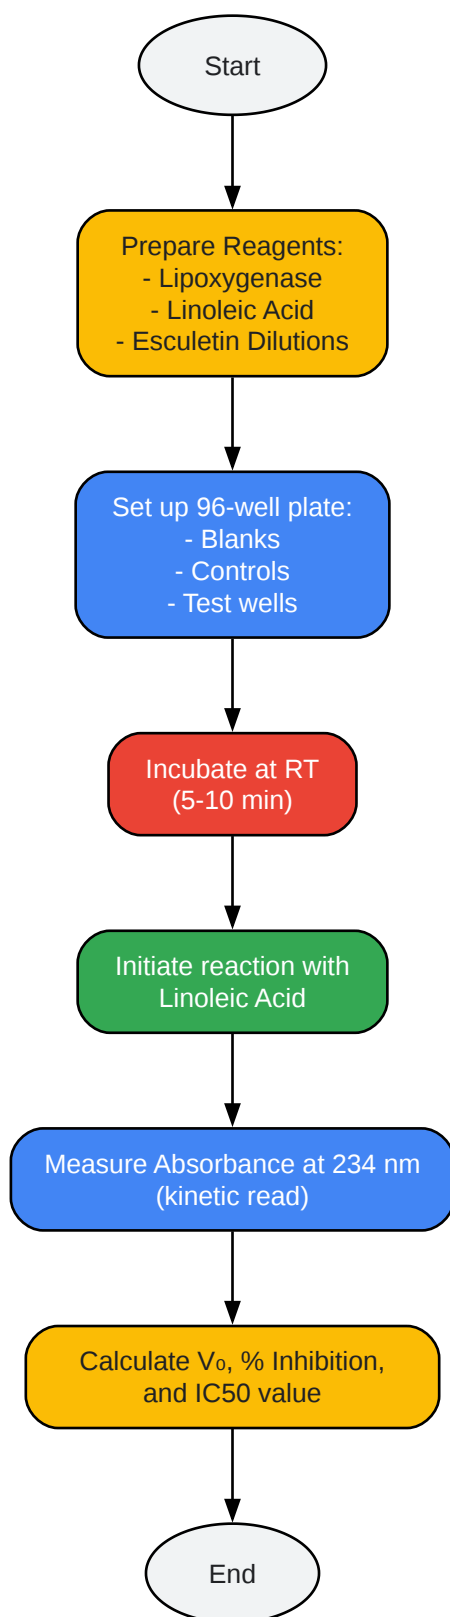 Start
Prepare Reagents:
- Lipoxygenase
- Linoleic Acid
- Esculetin Dilutions
Set up 96-well plate:
- Blanks
- Controls
- Test wells
Incubate at RT
(5-10 min)
Initiate reaction with
Linoleic Acid
Measure Absorbance at 234 nm
(kinetic read)
Calculate V₀, % Inhibition,
and IC50 value
End